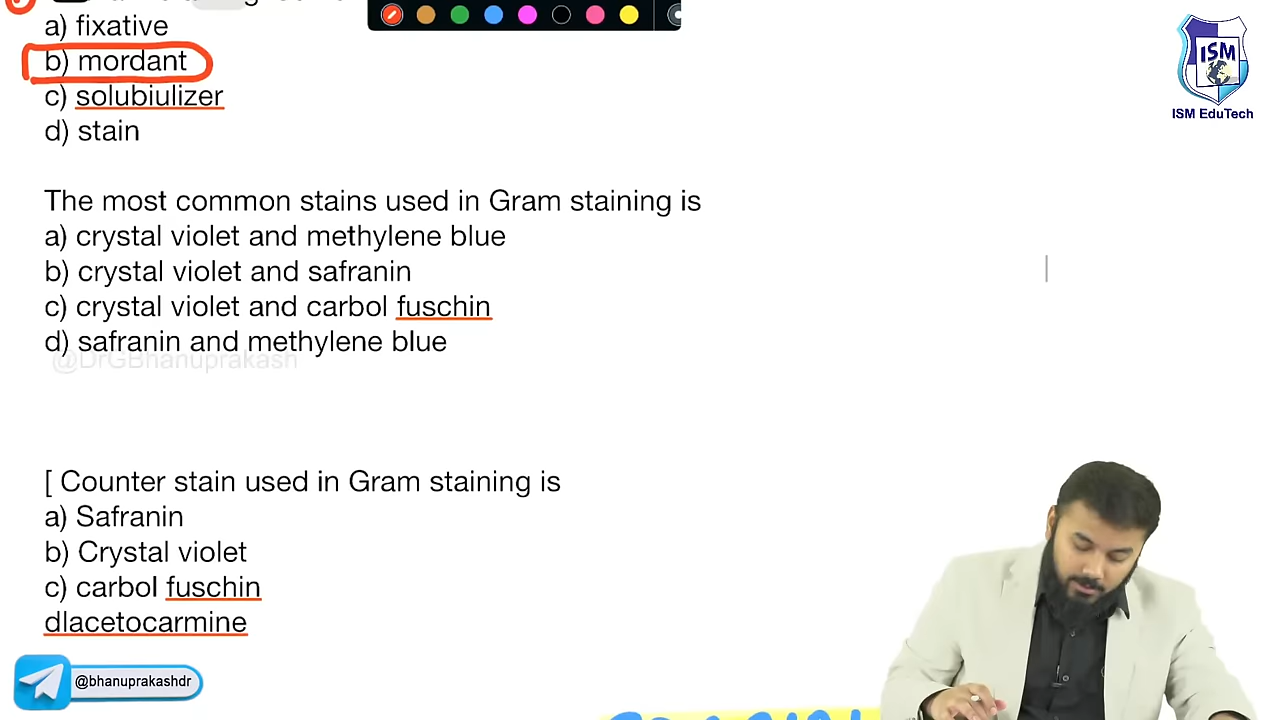 a) fixative
b) mordant
c) solubiulizer
d) stain
ISM
ISM EduTech
The most common stains used in Gram staining is
a) crystal violet and methylene blue
b) crystal violet and safranin
c) crystal violet and carbol fuschin
d) safranin and methylene blue
@DrGBhanuprakash
[ Counter stain used in Gram staining is
a) Safranin
b) Crystal violet
c) carbol fuschin
dlacetocarmine
@bhanuprakashdr